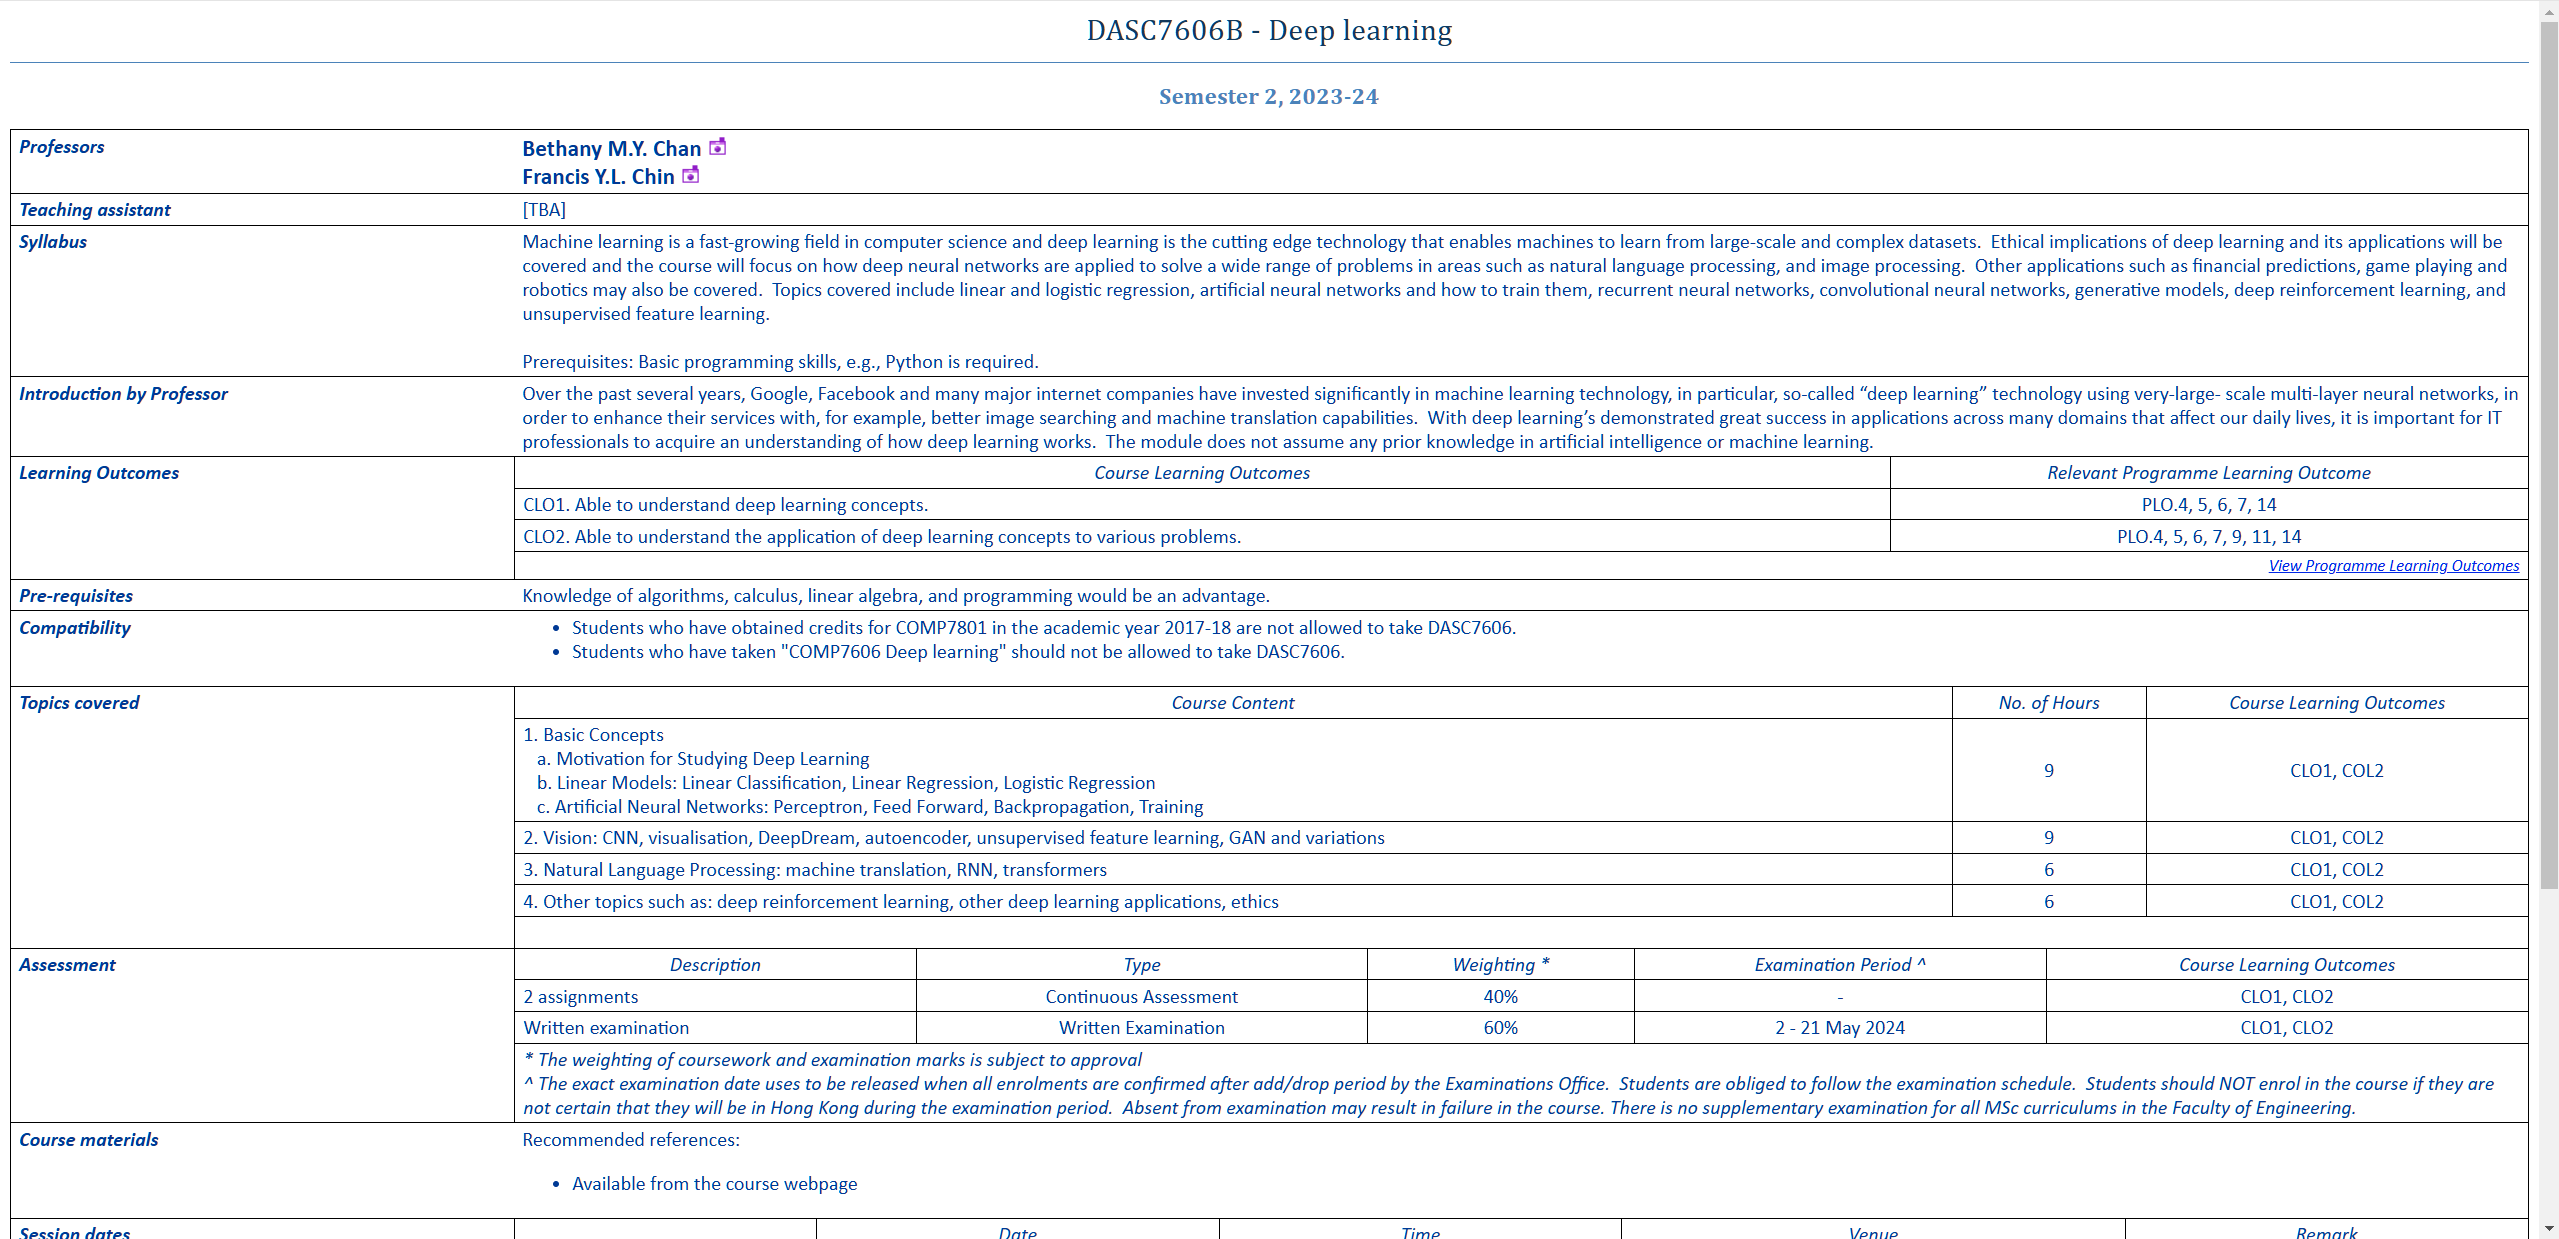 DASC7606B - Deep learning
Semester 2, 2023-24
Professors
Bethany M.Y. Chan
Francis Y.L. Chin
Teaching assistant
[TBA]
Syllabus
Machine learning is a fast-growing field in computer science and deep learning is the cutting edge technology that enables machines to learn from large-scale and complex datasets.  Ethical implications of deep learning and its applications will be
covered and the course will focus on how deep neural networks are applied to solve a wide range of problems in areas such as natural language processing, and image processing.  Other applications such as financial predictions, game playing and
robotics may also be covered.  Topics covered include linear and logistic regression, artificial neural networks and how to train them, recurrent neural networks, convolutional neural networks, generative models, deep reinforcement learning, and
unsupervised feature learning.
Prerequisites: Basic programming skills, e.g., Python is required.
Introduction by Professor
Over the past several years, Google, Facebook and many major internet companies have invested significantly in machine learning technology, in particular, so-called “deep learning” technology using very-large- scale multi-layer neural networks, in
order to enhance their services with, for example, better image searching and machine translation capabilities.  With deep learning’s demonstrated great success in applications across many domains that affect our daily lives, it is important for IT
professionals to acquire an understanding of how deep learning works.  The module does not assume any prior knowledge in artificial intelligence or machine learning.
Learning Outcomes
Course Learning Outcomes
Relevant Programme Learning Outcome
CLO1. Able to understand deep learning concepts.
PLO.4, 5, 6, 7, 14
CLO2. Able to understand the application of deep learning concepts to various problems.
PLO.4, 5, 6, 7, 9, 11, 14
View Programme Learning Outcomes
Pre-requisites
Knowledge of algorithms, calculus, linear algebra, and programming would be an advantage.
Compatibility
• Students who have obtained credits for COMP7801 in the academic year 2017-18 are not allowed to take DASC7606.
• Students who have taken "COMP7606 Deep learning" should not be allowed to take DASC7606.
Topics covered
Course Content
No. of Hours
Course Learning Outcomes
1. Basic Concepts
a. Motivation for Studying Deep Learning
b. Linear Models: Linear Classification, Linear Regression, Logistic Regression
c. Artificial Neural Networks: Perceptron, Feed Forward, Backpropagation, Training
9
CLO1, COL2
2. Vision: CNN, visualisation, DeepDream, autoencoder, unsupervised feature learning, GAN and variations
9
CLO1, COL2
3. Natural Language Processing: machine translation, RNN, transformers
6
CLO1, COL2
4. Other topics such as: deep reinforcement learning, other deep learning applications, ethics
6
CLO1, COL2
Assessment
Description
Type
Weighting *
Examination Period ^
Course Learning Outcomes
2 assignments
Continuous Assessment
40%
-
CLO1, CLO2
Written examination
Written Examination
60%
2 - 21 May 2024
CLO1, CLO2
* The weighting of coursework and examination marks is subject to approval
^ The exact examination date uses to be released when all enrolments are confirmed after add/drop period by the Examinations Office.  Students are obliged to follow the examination schedule.  Students should NOT enrol in the course if they are
not certain that they will be in Hong Kong during the examination period.  Absent from examination may result in failure in the course. There is no supplementary examination for all MSc curriculums in the Faculty of Engineering.
Course materials
Recommended references:
• Available from the course webpage
Session dates
Date
Time
Venue
Remark